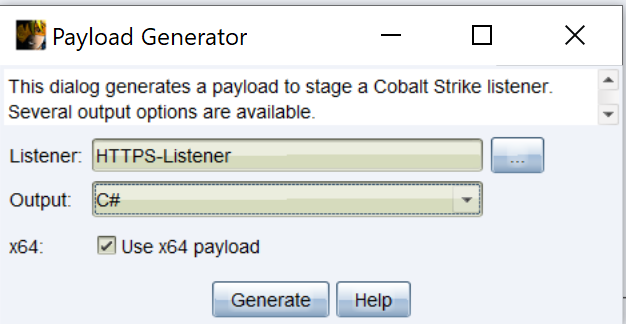 Payload Generator
This dialog generates a payload to stage a Cobalt Strike listener.
Several output options are available.
Listener: HTTPS-Listener ...
Output: C#
x64: Use x64 payload
Generate Help